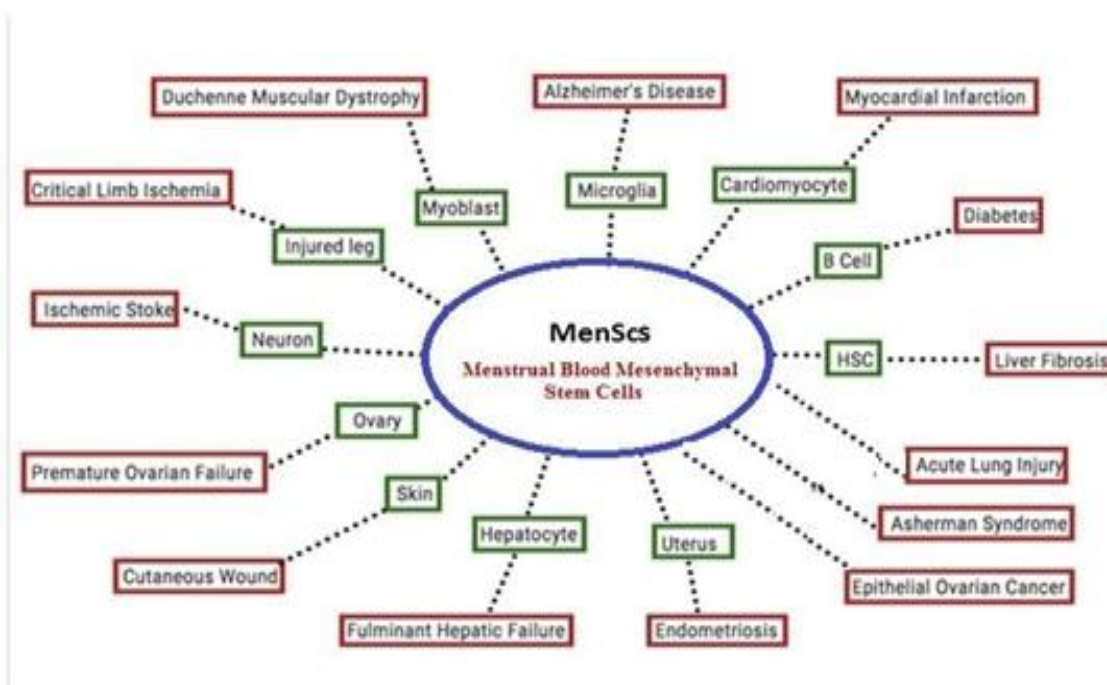 Duchenne Muscular Dystrophy
Alzheimer's Disease
Myocardial Infarction
Critical Limb Ischemia
Myoblast
Microglia
Cardiomyocyte
Diabetes
Injured leg
B Cell
Ischemic Stoke
Neuron
MenScs
Menstrual Blood Mesenchymal
Stem Cells
HSC
Liver Fibrosis
Ovary
Premature Ovarian Failure
Acute Lung Injury
Skin
Asherman Syndrome
Hepatocyte
Uterus
Cutaneous Wound
Epithelial Ovarian Cancer
Fulminant Hepatic Failure
Endometriosis